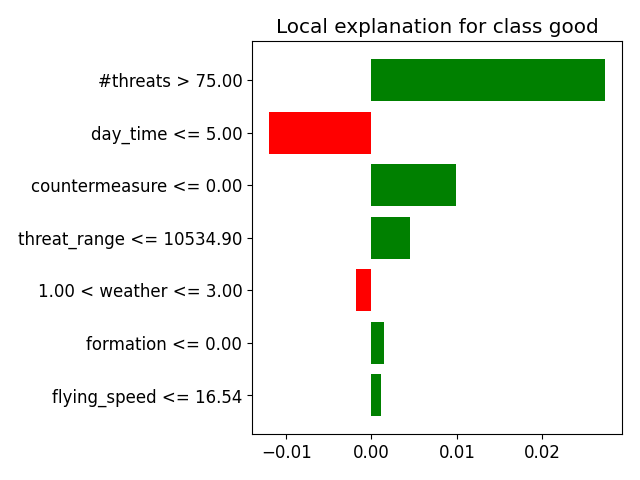 Local explanation for class good
#threats > 75.00
day_time <= 5.00
countermeasure <= 0.00
threat_range <= 10534.90
1.00 < weather <= 3.00
formation <= 0.00
flying_speed <= 16.54
−0.01 0.00 0.01 0.02